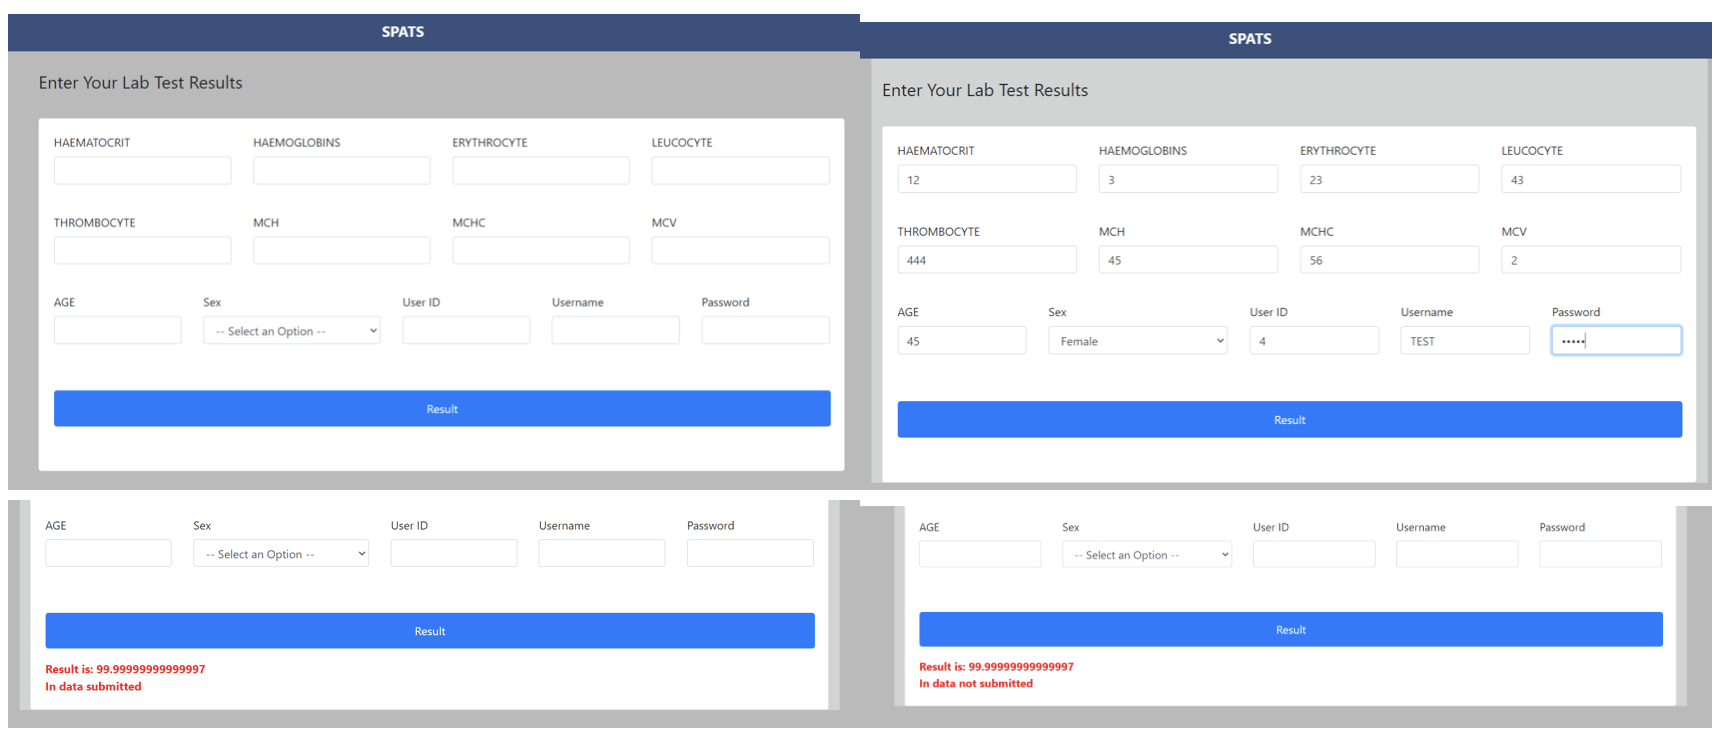 SPATS
Enter Your Lab Test Results
HAEMATOCRIT HAEMOGLOBINS ERYTHROCYTE LEUCOCYTE
THROMBOCYTE MCH MCHC MCV
AGE Sex User ID Username Password
-- Select an Option --
Result
SPATS
Enter Your Lab Test Results
HAEMATOCRIT HAEMOGLOBINS ERYTHROCYTE LEUCOCYTE
12 3 23 43
THROMBOCYTE MCH MCHC MCV
444 45 56 2
AGE Sex User ID Username Password
45 Female 4 TEST •••••
Result
AGE Sex User ID Username Password
-- Select an Option --
Result
Result is: 99.99999999999997
In data submitted
AGE Sex User ID Username Password
-- Select an Option --
Result
Result is: 99.99999999999997
In data not submitted